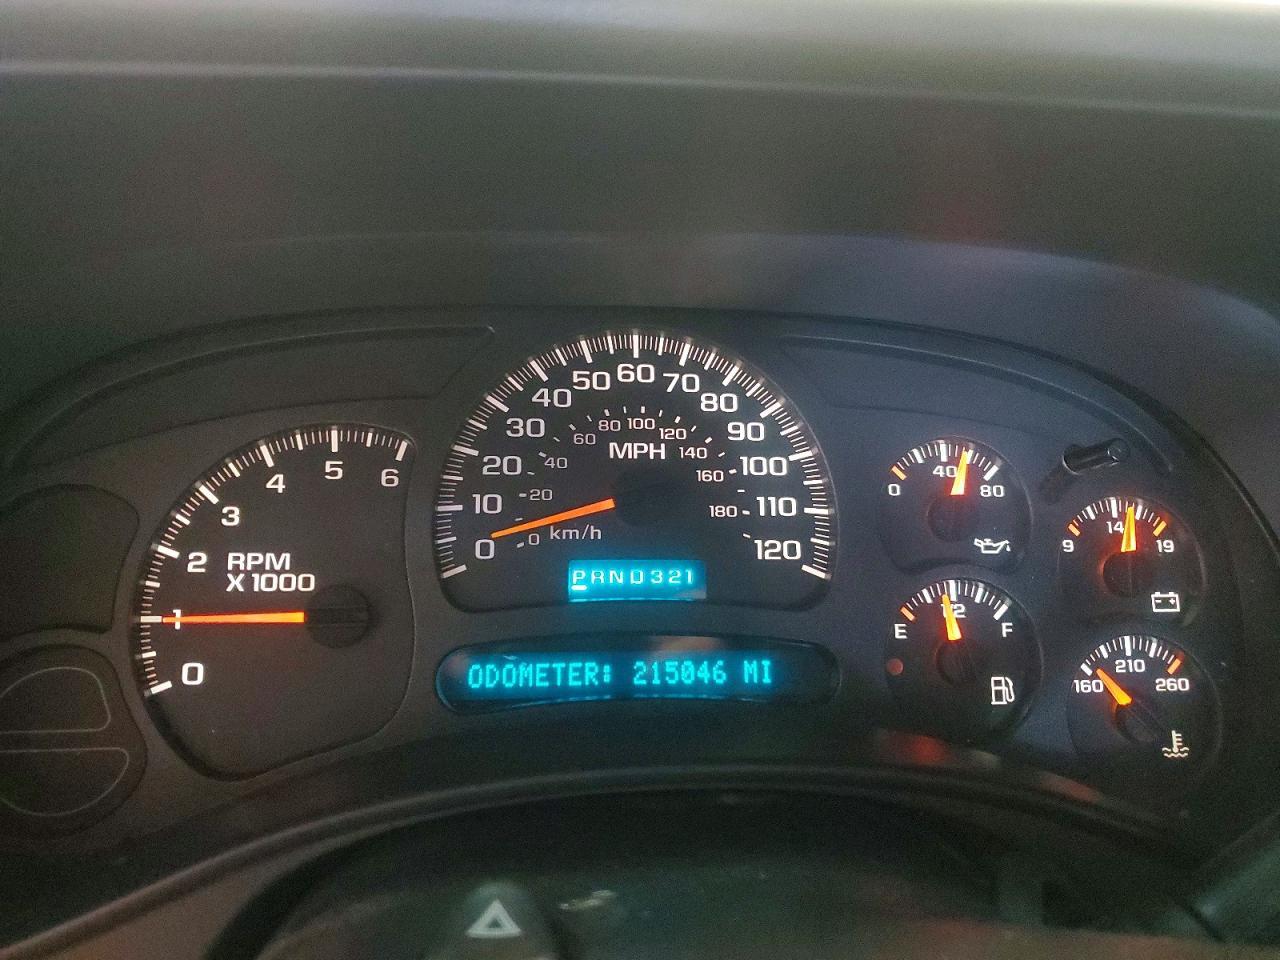 0 1 2 3 4 5 6
RPM
X1000
0 10 20 30 40 50 60 70 80 90 100 110 120
MPH
0 20 40 60 80 100 120 140 160 180
km/h
PRND321
ODOMETER: 215046 MI
0 40 80
9 14 19
E 1/2 F
160 210 260